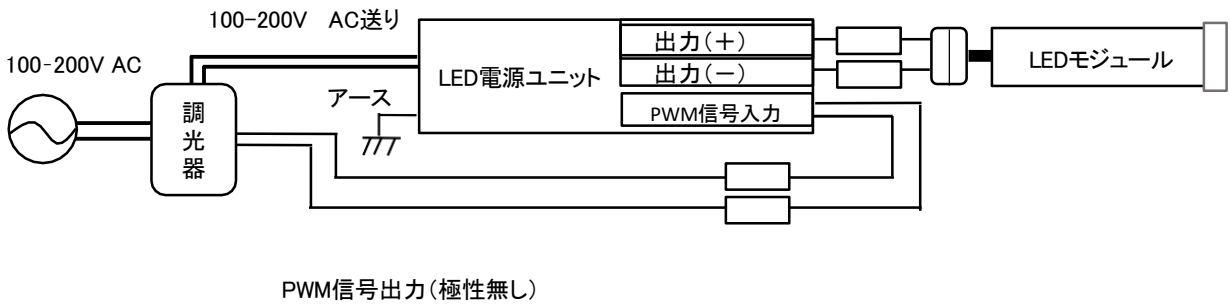 100-200V AC送り
100-200V AC
調光器
アース
LED電源ユニット
出力(＋)
出力(－)
PWM信号入力
LEDモジュール
PWM信号出力(極性無し)